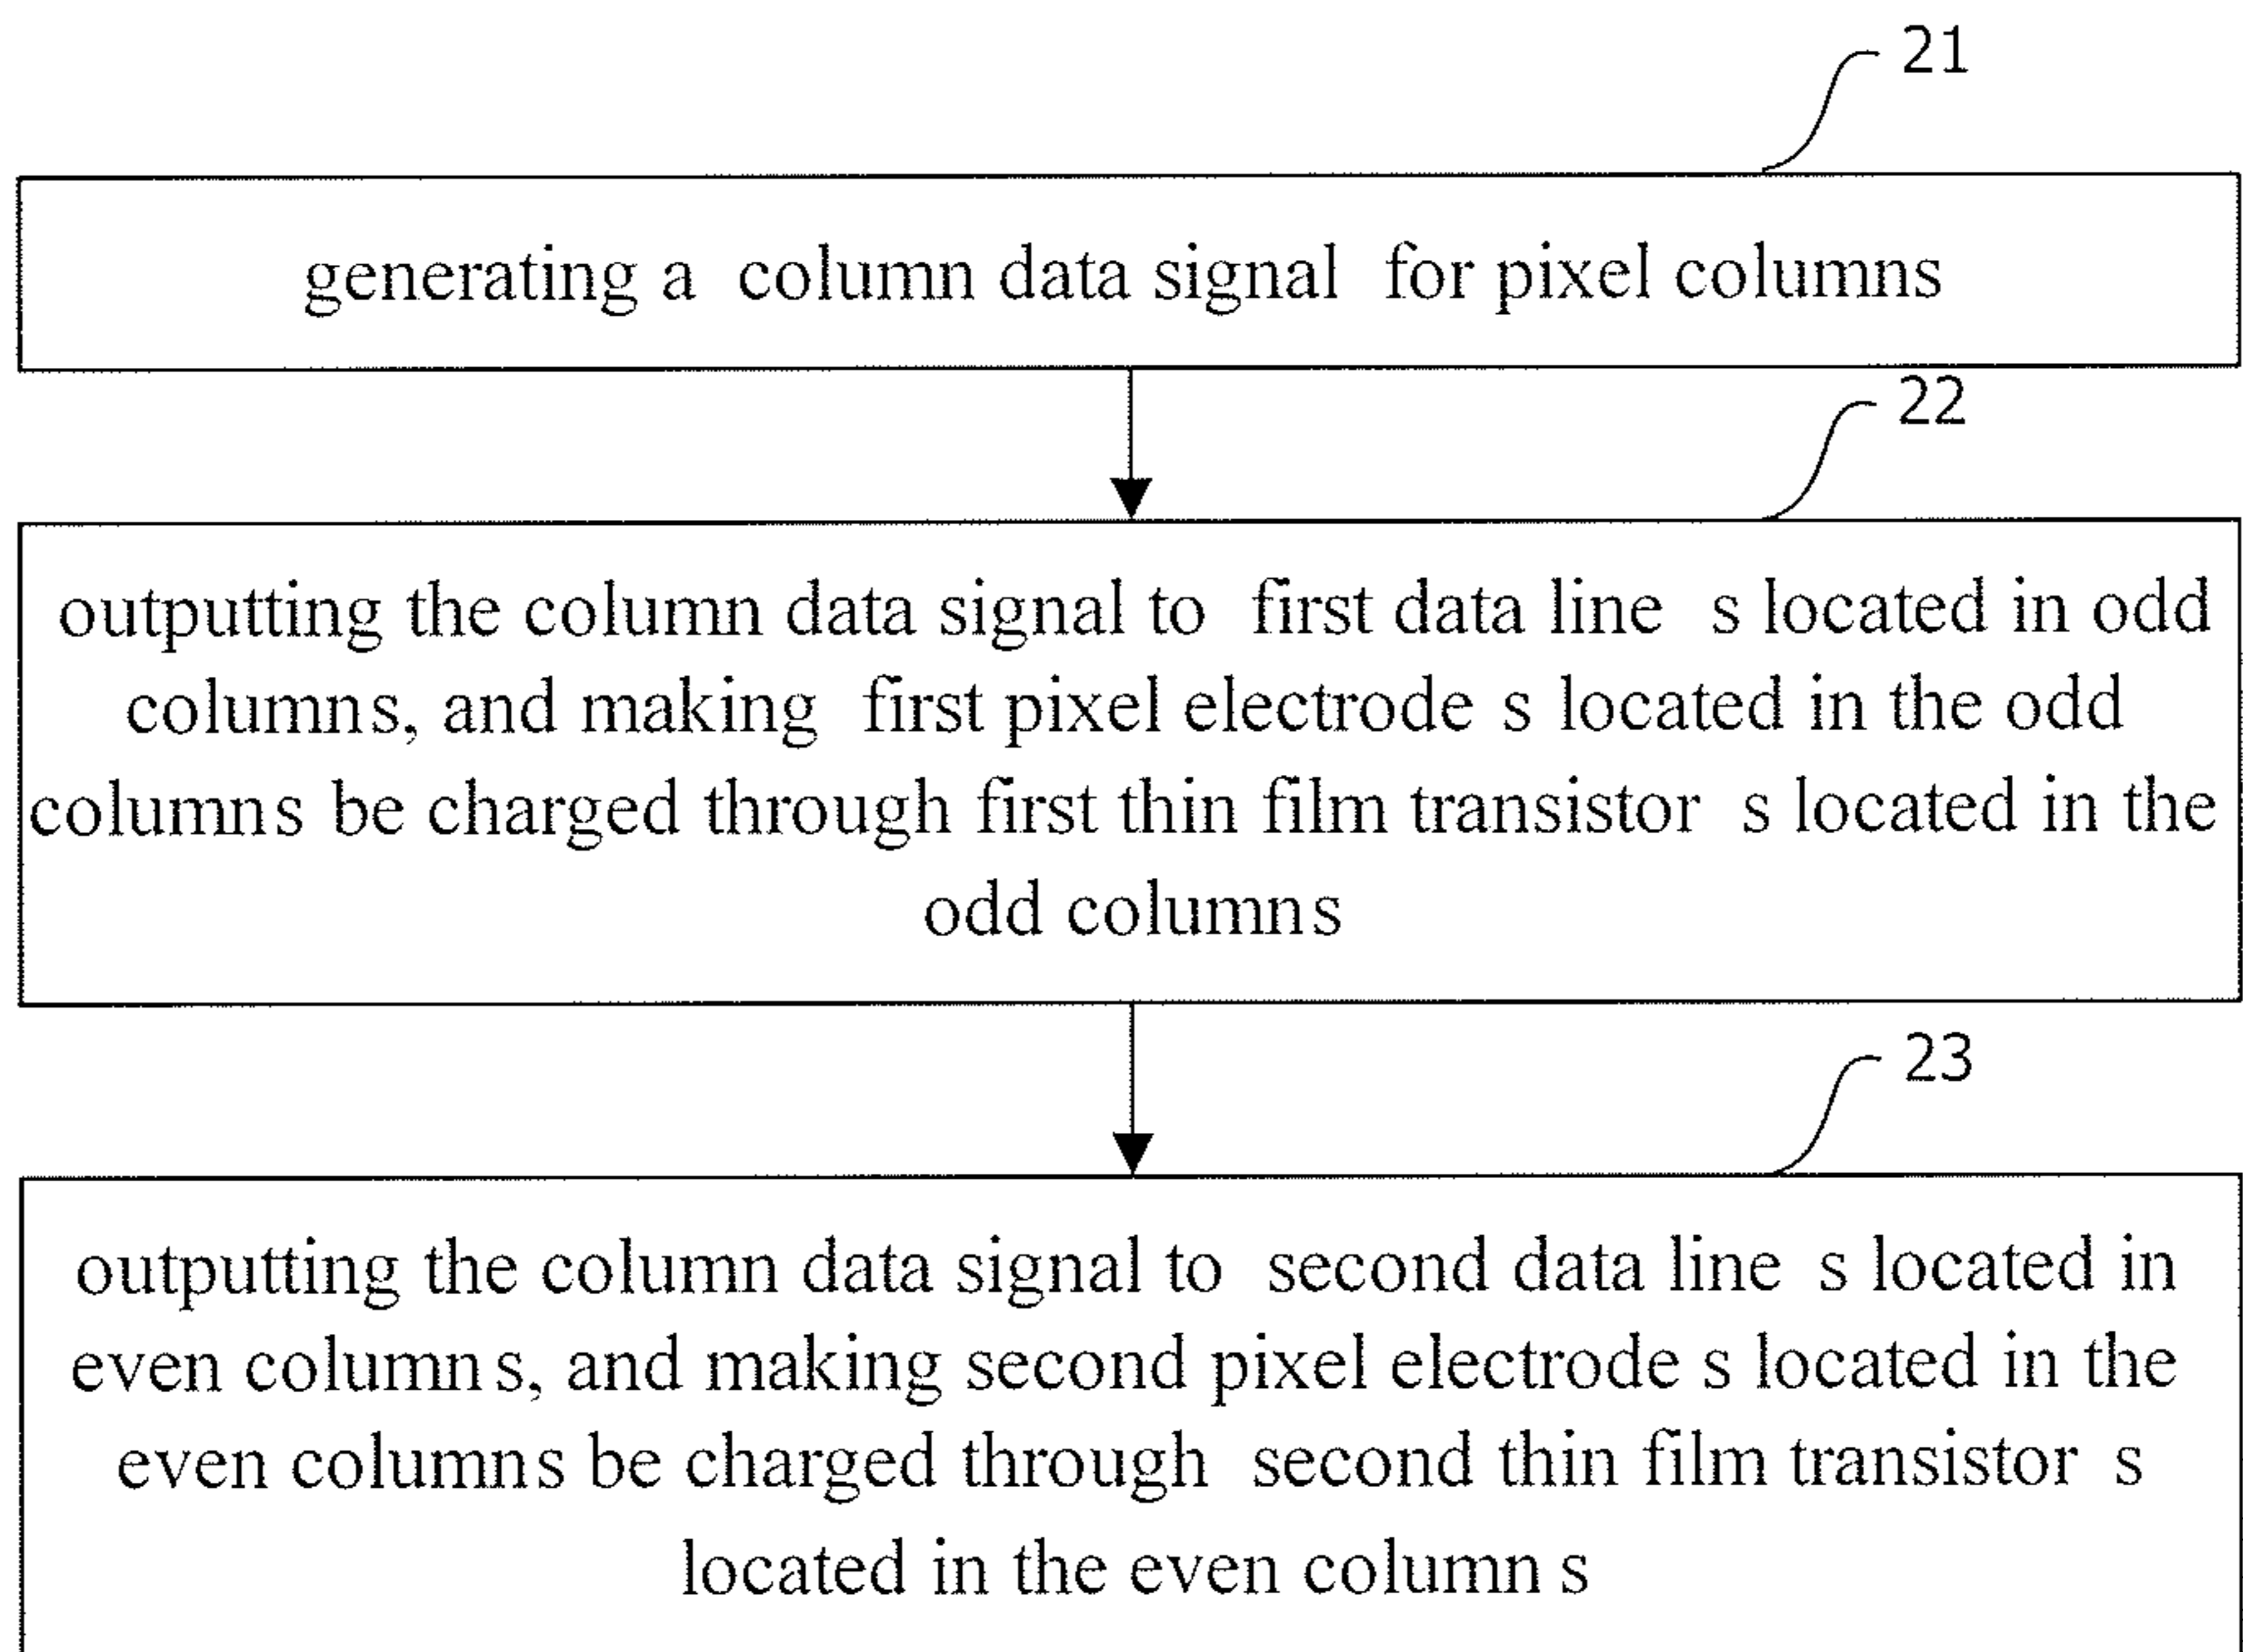 21
generating a column data signal for pixel columns
22
outputting the column data signal to first data line s located in odd
columns, and making first pixel electrode s located in the odd
columns be charged through first thin film transistor s located in the
odd columns
23
outputting the column data signal to second data line s located in
even columns, and making second pixel electrode s located in the
even columns be charged through second thin film transistor s
located in the even column s